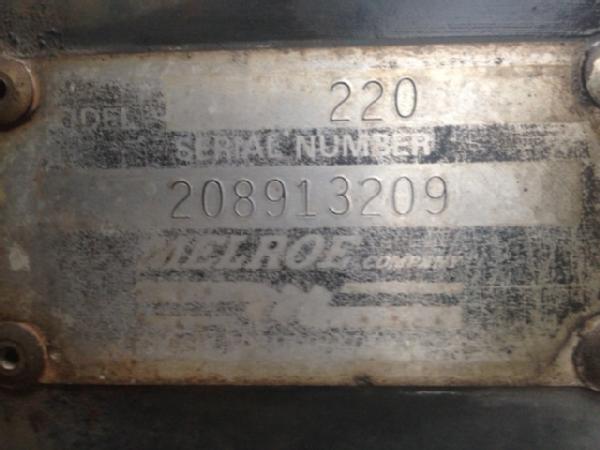 220
SERIAL NUMBER
208913209
MELROE COMPANY